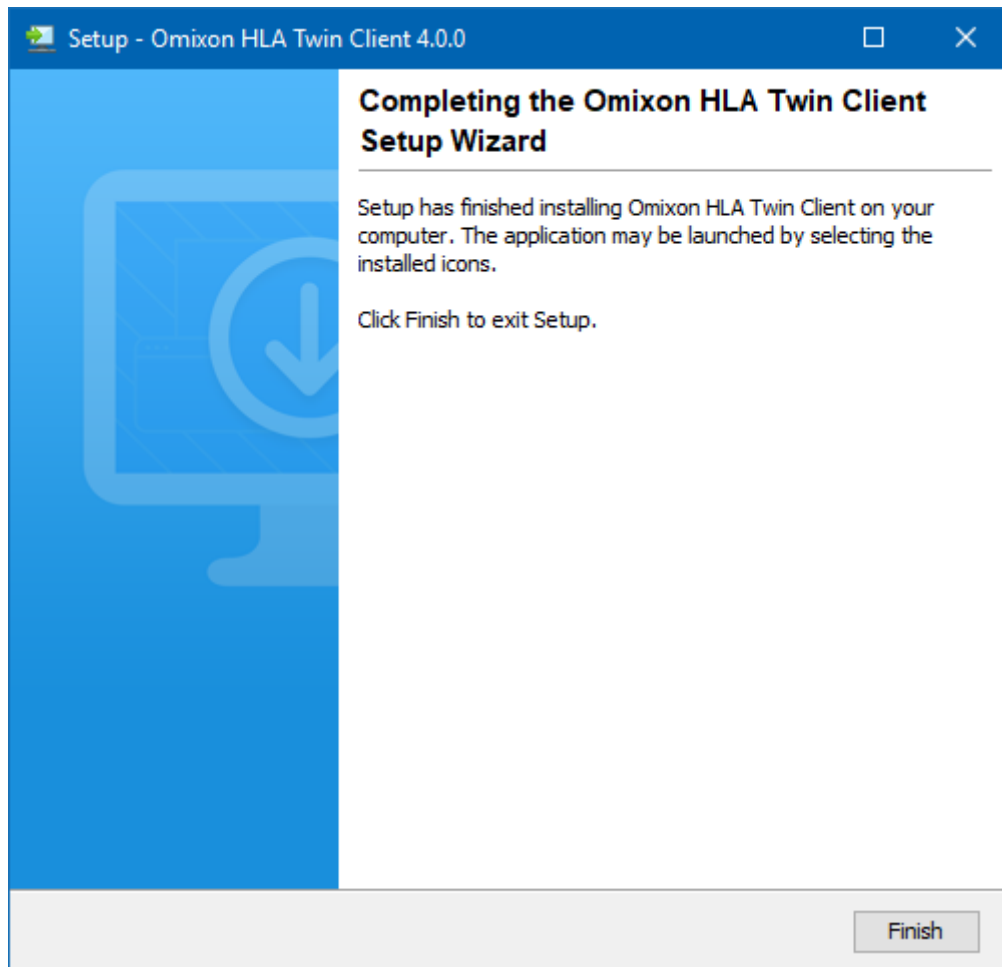 Setup - Omixon HLA Twin Client 4.0.0
Completing the Omixon HLA Twin Client
Setup Wizard
Setup has finished installing Omixon HLA Twin Client on your
computer. The application may be launched by selecting the
installed icons.
Click Finish to exit Setup.
Finish